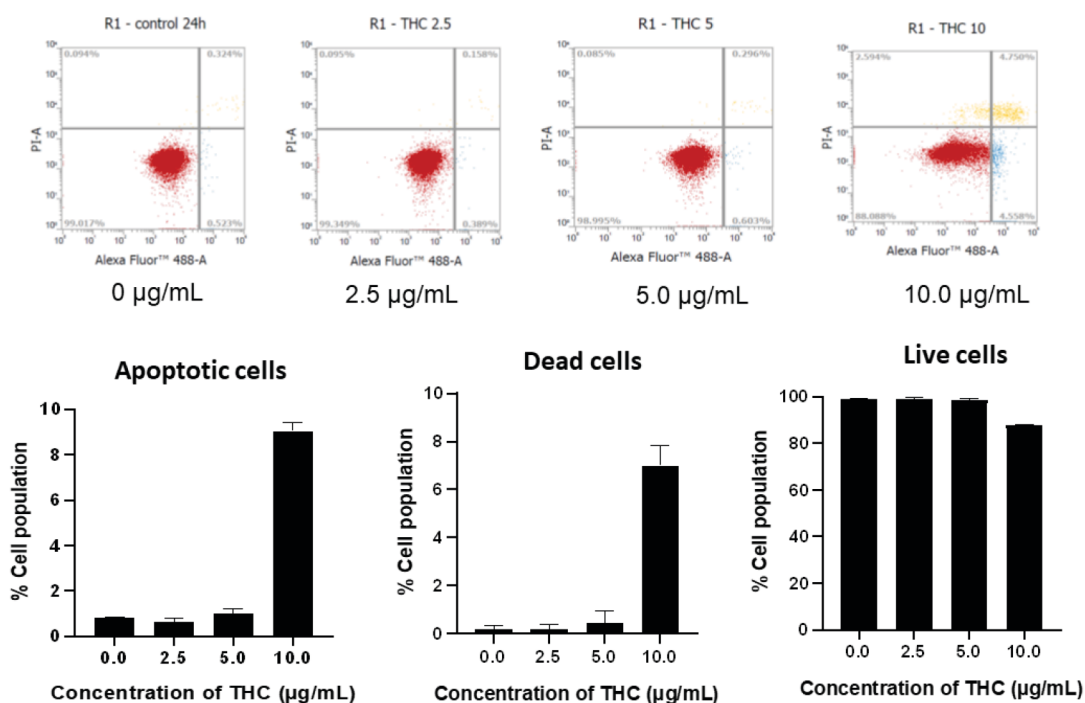 R1 - control 24h
R1 - THC 2.5
R1 - THC 5
R1 - THC 10
0.094% 0.324%
0.095% 0.158%
0.085% 0.296%
2.594% 4.750%
PI-A
PI-A
PI-A
PI-A
99.017% 0.523%
99.349% 0.389%
98.995% 0.603%
88.088% 4.558%
Alexa Fluor™ 488-A
Alexa Fluor™ 488-A
Alexa Fluor™ 488-A
Alexa Fluor™ 488-A
0 µg/mL
2.5 µg/mL
5.0 µg/mL
10.0 µg/mL
Apoptotic cells
% Cell population
10
8
6
4
2
0
0.0 2.5 5.0 10.0
Concentration of THC (µg/mL)
Dead cells
% Cell population
8
6
4
2
0
0.0 2.5 5.0 10.0
Concentration of THC (µg/mL)
Live cells
% Cell population
100
80
60
40
20
0
0.0 2.5 5.0 10.0
Concentration of THC (µg/mL)